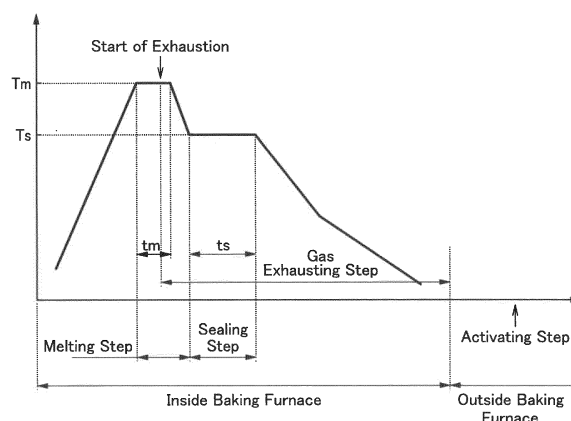 Start of Exhaustion
Tm
Ts
tm
ts
Gas
Exhausting Step
Melting Step
Sealing
Step
Activating Step
Inside Baking Furnace
Outside Baking
Furnace